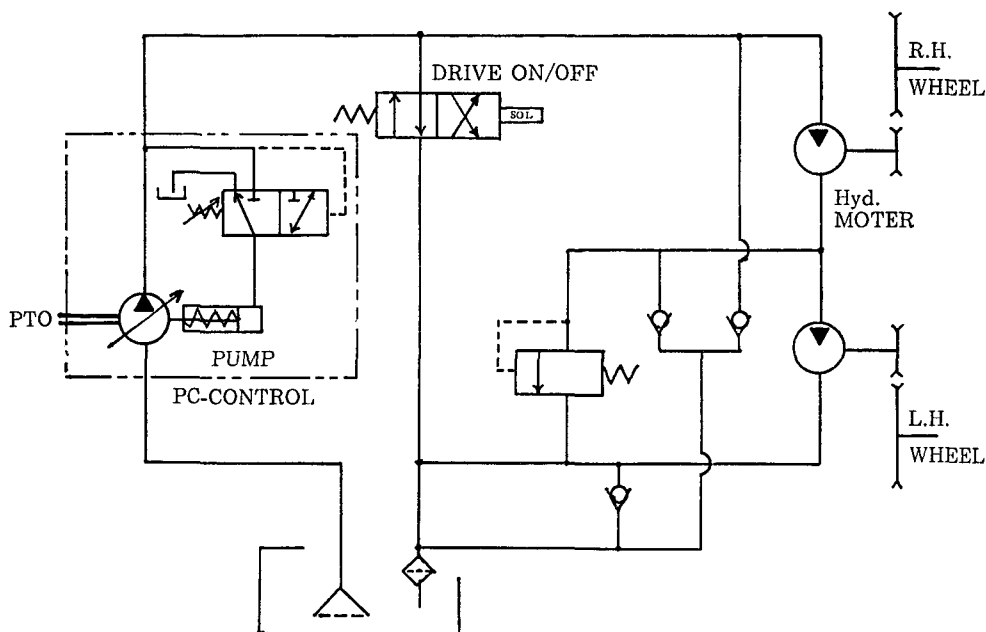 R.H.
WHEEL
DRIVE ON/OFF
SOL
Hyd.
MOTER
PTO
PUMP
PC-CONTROL
L.H.
WHEEL